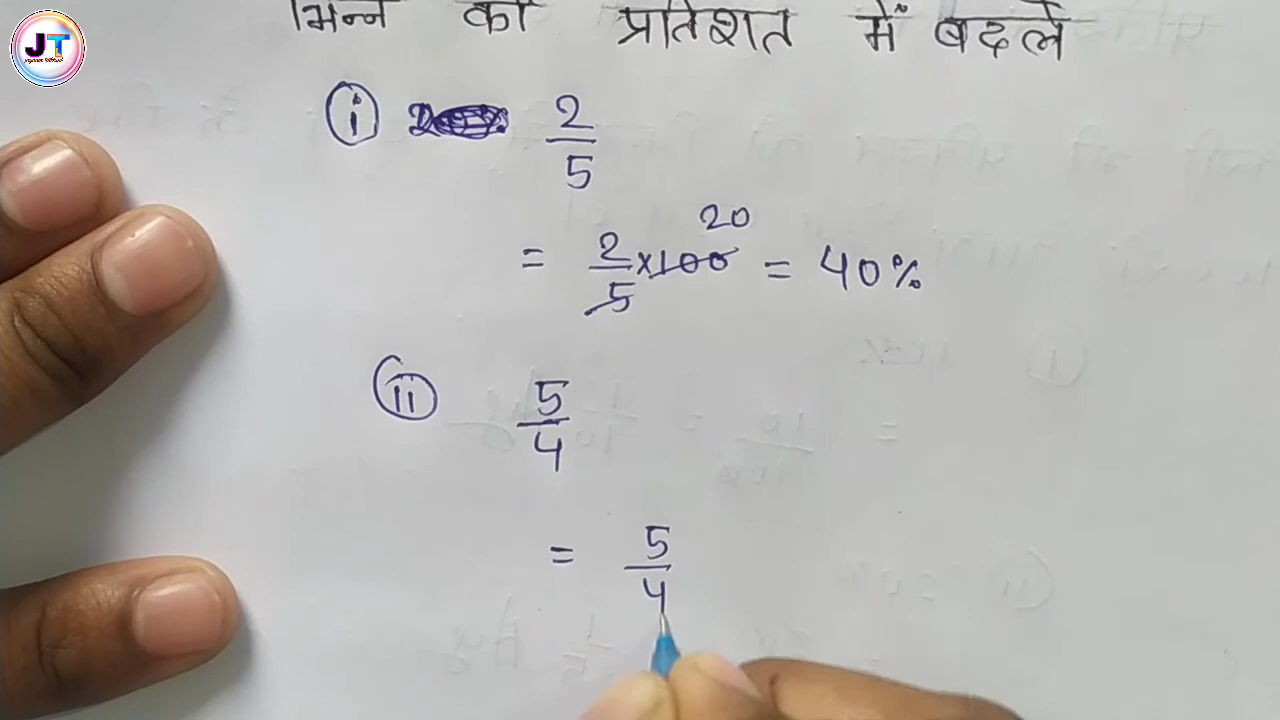 JT
भिन्न को प्रतिशत में बदले
i 2/5
= 2/5 × 100 20 = 40%
ii 5/4
= 5/4